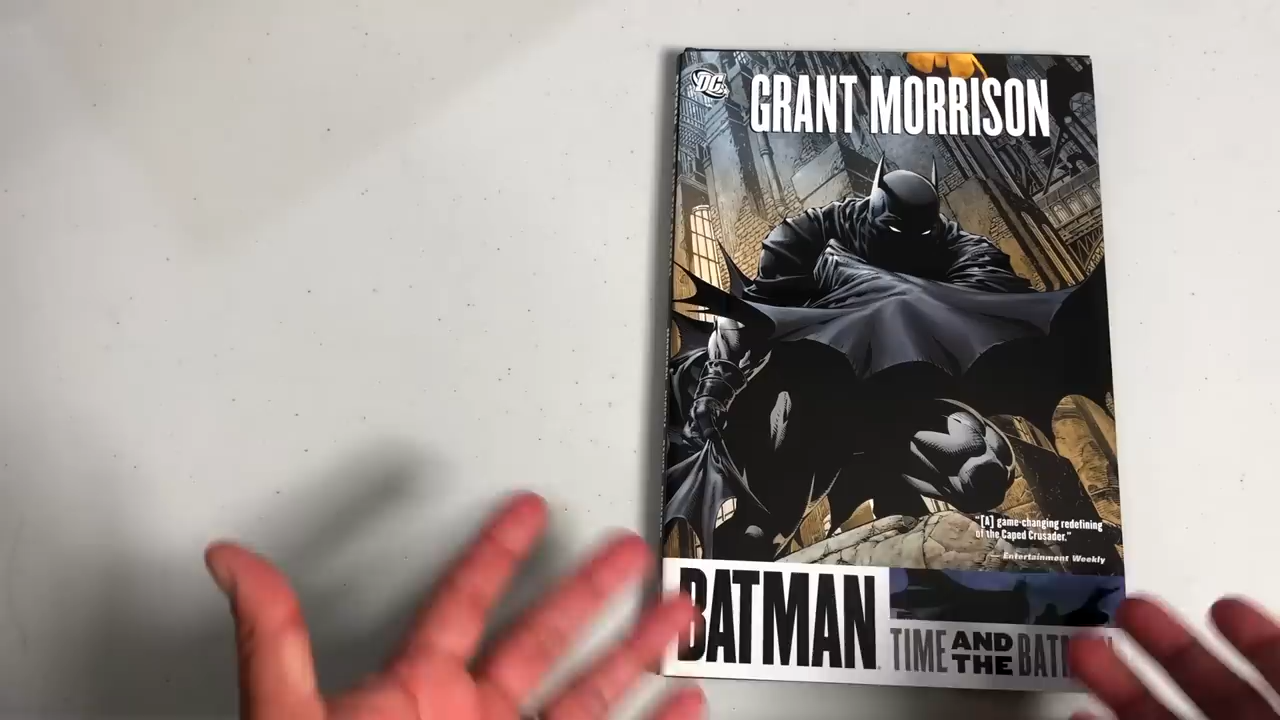 DC
GRANT MORRISON
"[A] game-changing redefining
of the Caped Crusader."
— Entertainment Weekly
BATMAN
TIME AND THE